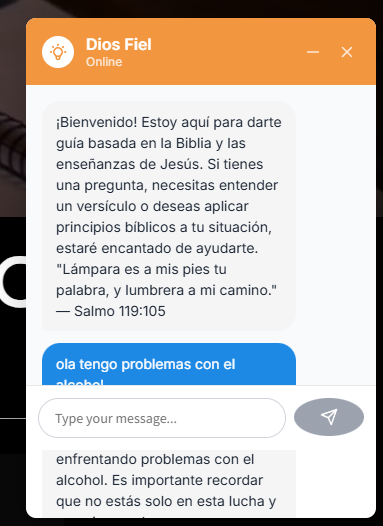 Dios Fiel
Online
¡Bienvenido! Estoy aquí para darte
guía basada en la Biblia y las
enseñanzas de Jesús. Si tienes
una pregunta, necesitas entender
un versículo o deseas aplicar
principios bíblicos a tu situación,
estaré encantado de ayudarte.
"Lámpara es a mis pies tu
palabra, y lumbrera a mi camino."
— Salmo 119:105
ola tengo problemas con el
alcohol
Type your message...
enfrentando problemas con el
alcohol. Es importante recordar
que no estás solo en esta lucha y